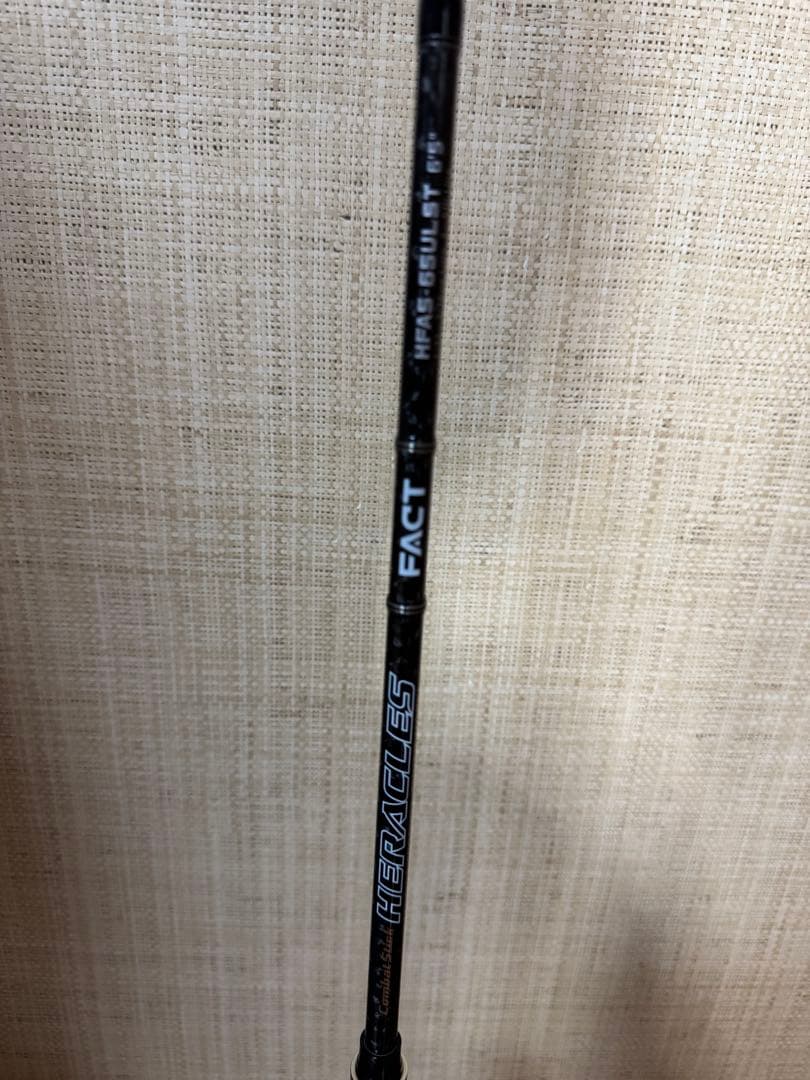 Combat Stick
HERACLES
FACT
HFAS-65ULST 6'5"